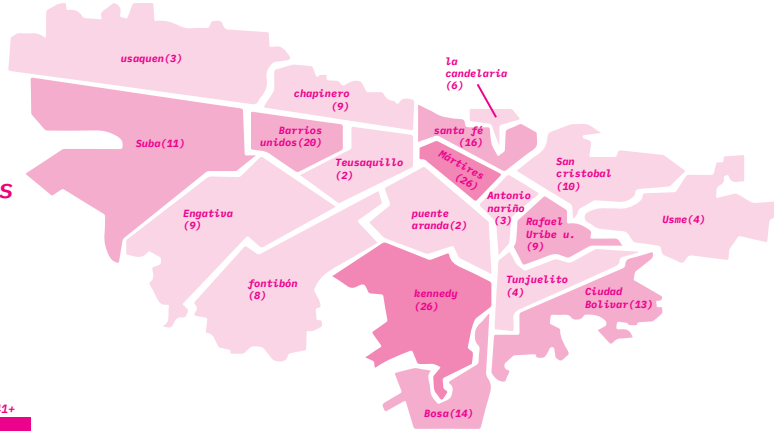 usaquen(3)
la
candelaria
(6)
chapinero
(9)
santa fé
(16)
Barrios
unidos(20)
Suba(11)
Teusaquillo
(2)
Mártires
(26)
San
cristobal
(10)
S
Antonio
nariño
(3)
Engativa
(9)
puente
aranda(2)
Rafael
Uribe u.
(9)
Usme(4)
fontibón
(8)
kennedy
(26)
Tunjuelito
(4)
Ciudad
Bolivar(13)
1+
Bosa(14)